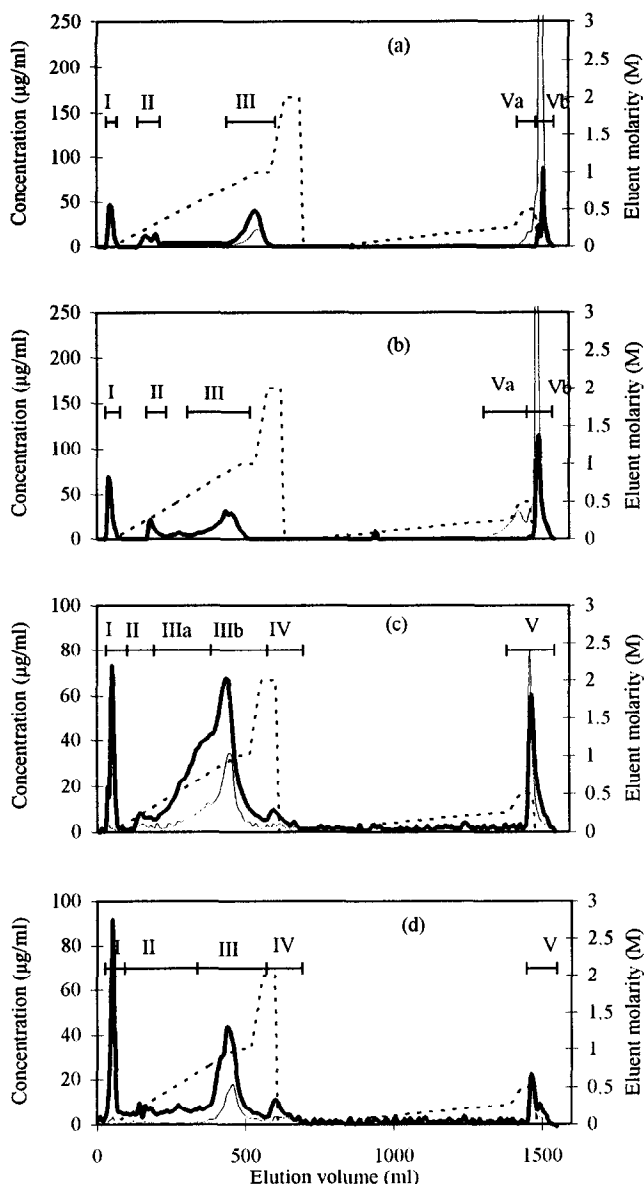 (a)
Concentration (µg/ml)
250
200
150
100
50
0
I II III Va Vb
3
2.5
2
1.5
1
0.5
0
Eluent molarity (M)
(b)
Concentration (µg/ml)
250
200
150
100
50
0
I II III Va Vb
3
2.5
2
1.5
1
0.5
0
Eluent molarity (M)
(c)
Concentration (µg/ml)
100
80
60
40
20
0
I II IIIa IIIb IV V
3
2.5
2
1.5
1
0.5
0
Eluent molarity (M)
(d)
Concentration (µg/ml)
100
80
60
40
20
0
I II III IV V
3
2.5
2
1.5
1
0.5
0
Eluent molarity (M)
0 500 1000 1500
Elution volume (ml)